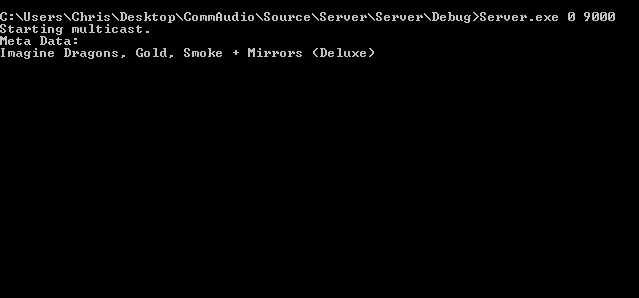 C:\Users\Chris\Desktop\CommAudio\Source\Server\Server\Debug>Server.exe 0 9000
Starting multicast.
Meta Data:
Imagine Dragons, Gold, Smoke + Mirrors (Deluxe)